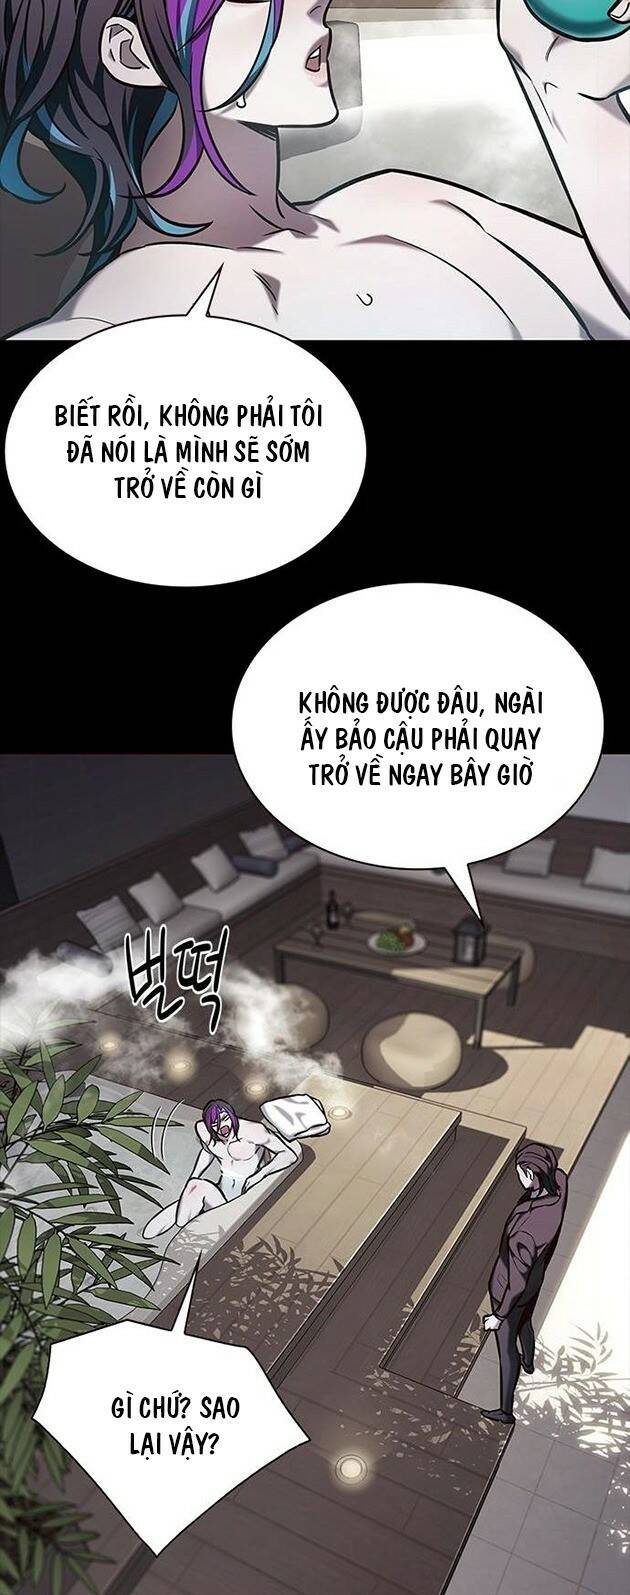 BIẾT RỒI, KHÔNG PHẢI TÔI
ĐÃ NÓI LÀ MÌNH SẼ SỚM
TRỞ VỀ CÒN GÌ
KHÔNG ĐƯỢC ĐÂU, NGÀI
ẤY BẢO CẬU PHẢI QUAY
TRỞ VỀ NGAY BÂY GIỜ
벌떡
GÌ CHỨ? SAO
LẠI VẬY?